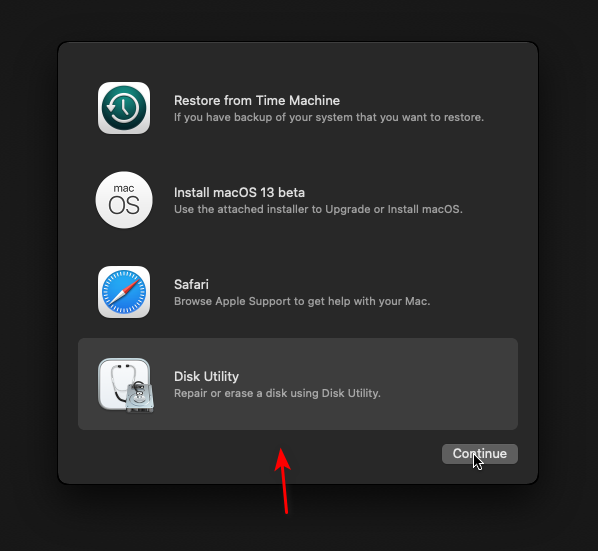 Restore from Time Machine
If you have backup of your system that you want to restore.
mac
OS
Install macOS 13 beta
Use the attached installer to Upgrade or Install macOS.
Safari
Browse Apple Support to get help with your Mac.
Disk Utility
Repair or erase a disk using Disk Utility.
Continue